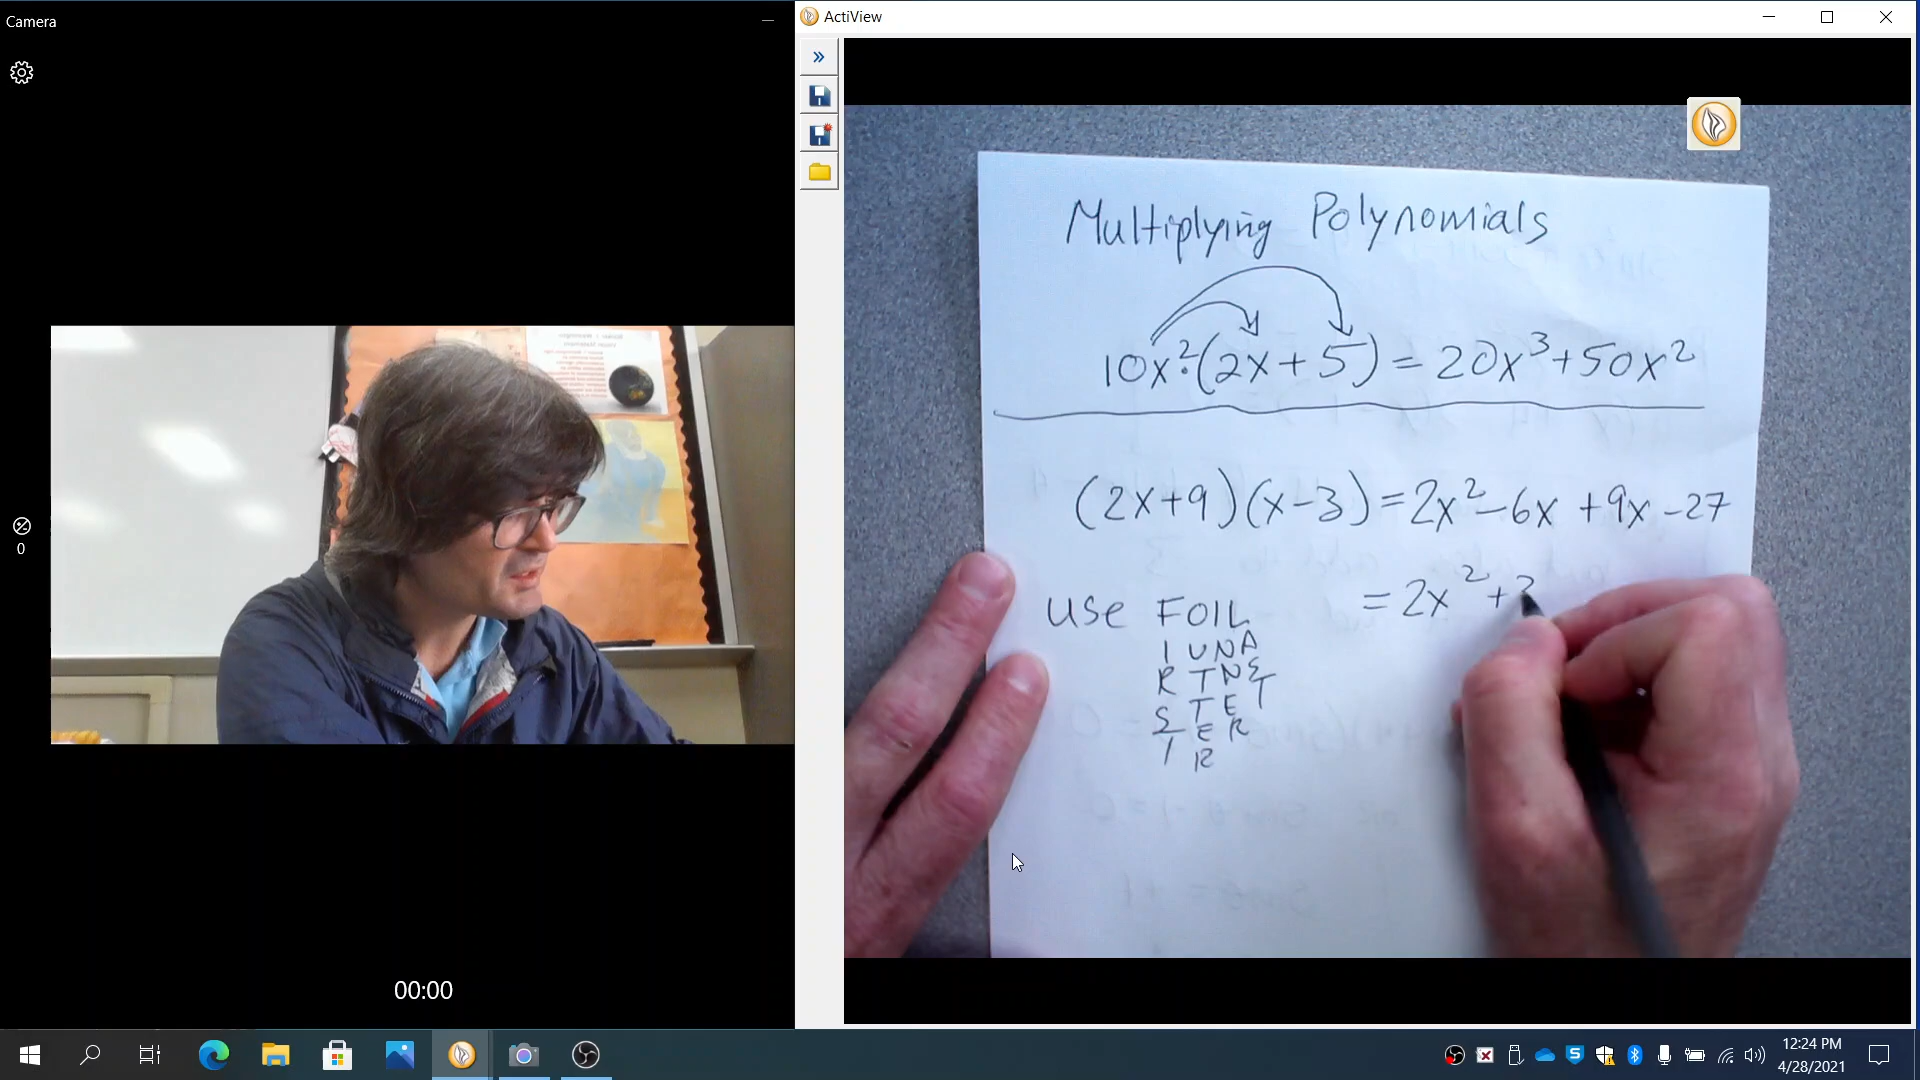 Camera
ActiView
0
00:00
Multiplying Polynomials
10x²·(2x+5)=20x³+50x²
(2x+9)(x-3)=2x²-6x+9x-27
=2x²+3
USE FOIL
I U N A
R T N S
S T E T
T E R
R
12:24 PM
4/28/2021